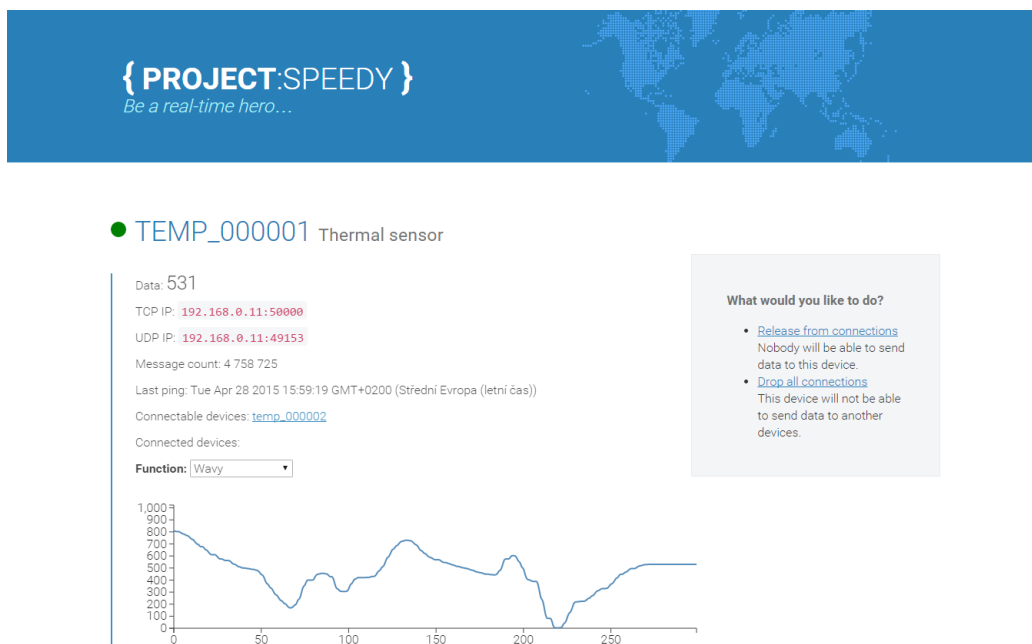 { PROJECT:SPEEDY }
Be a real-time hero...
TEMP_000001 Thermal sensor
Data: 531
TCP IP: 192.168.0.11:50000
UDP IP: 192.168.0.11:49153
Message count: 4 758 725
Last ping: Tue Apr 28 2015 15:59:19 GMT+0200 (Střední Evropa (letní čas))
Connectable devices: temp_000002
Connected devices:
Function: Wavy
What would you like to do?
Release from connections
Nobody will be able to send
data to this device.
Drop all connections
This device will not be able
to send data to another
devices.
1,000
900
800
700
600
500
400
300
200
100
0
0 50 100 150 200 250